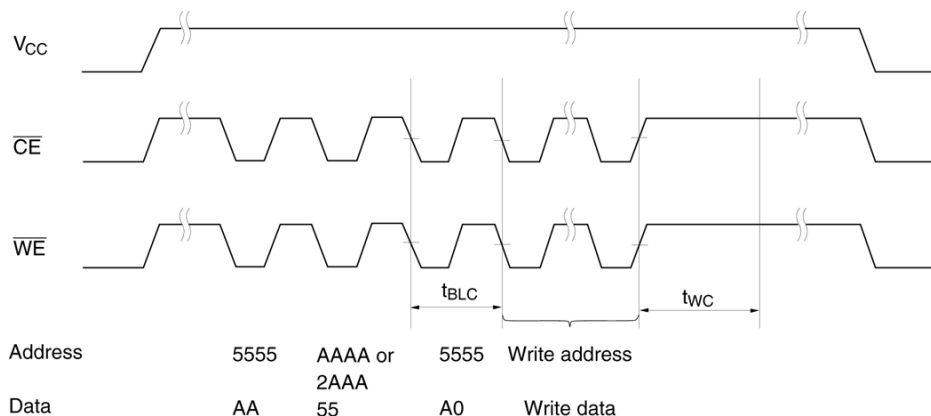 VCC
CE
WE
tBLC
tWC
Address 5555 AAAA or 5555 Write address
2AAA
Data AA 55 A0 Write data